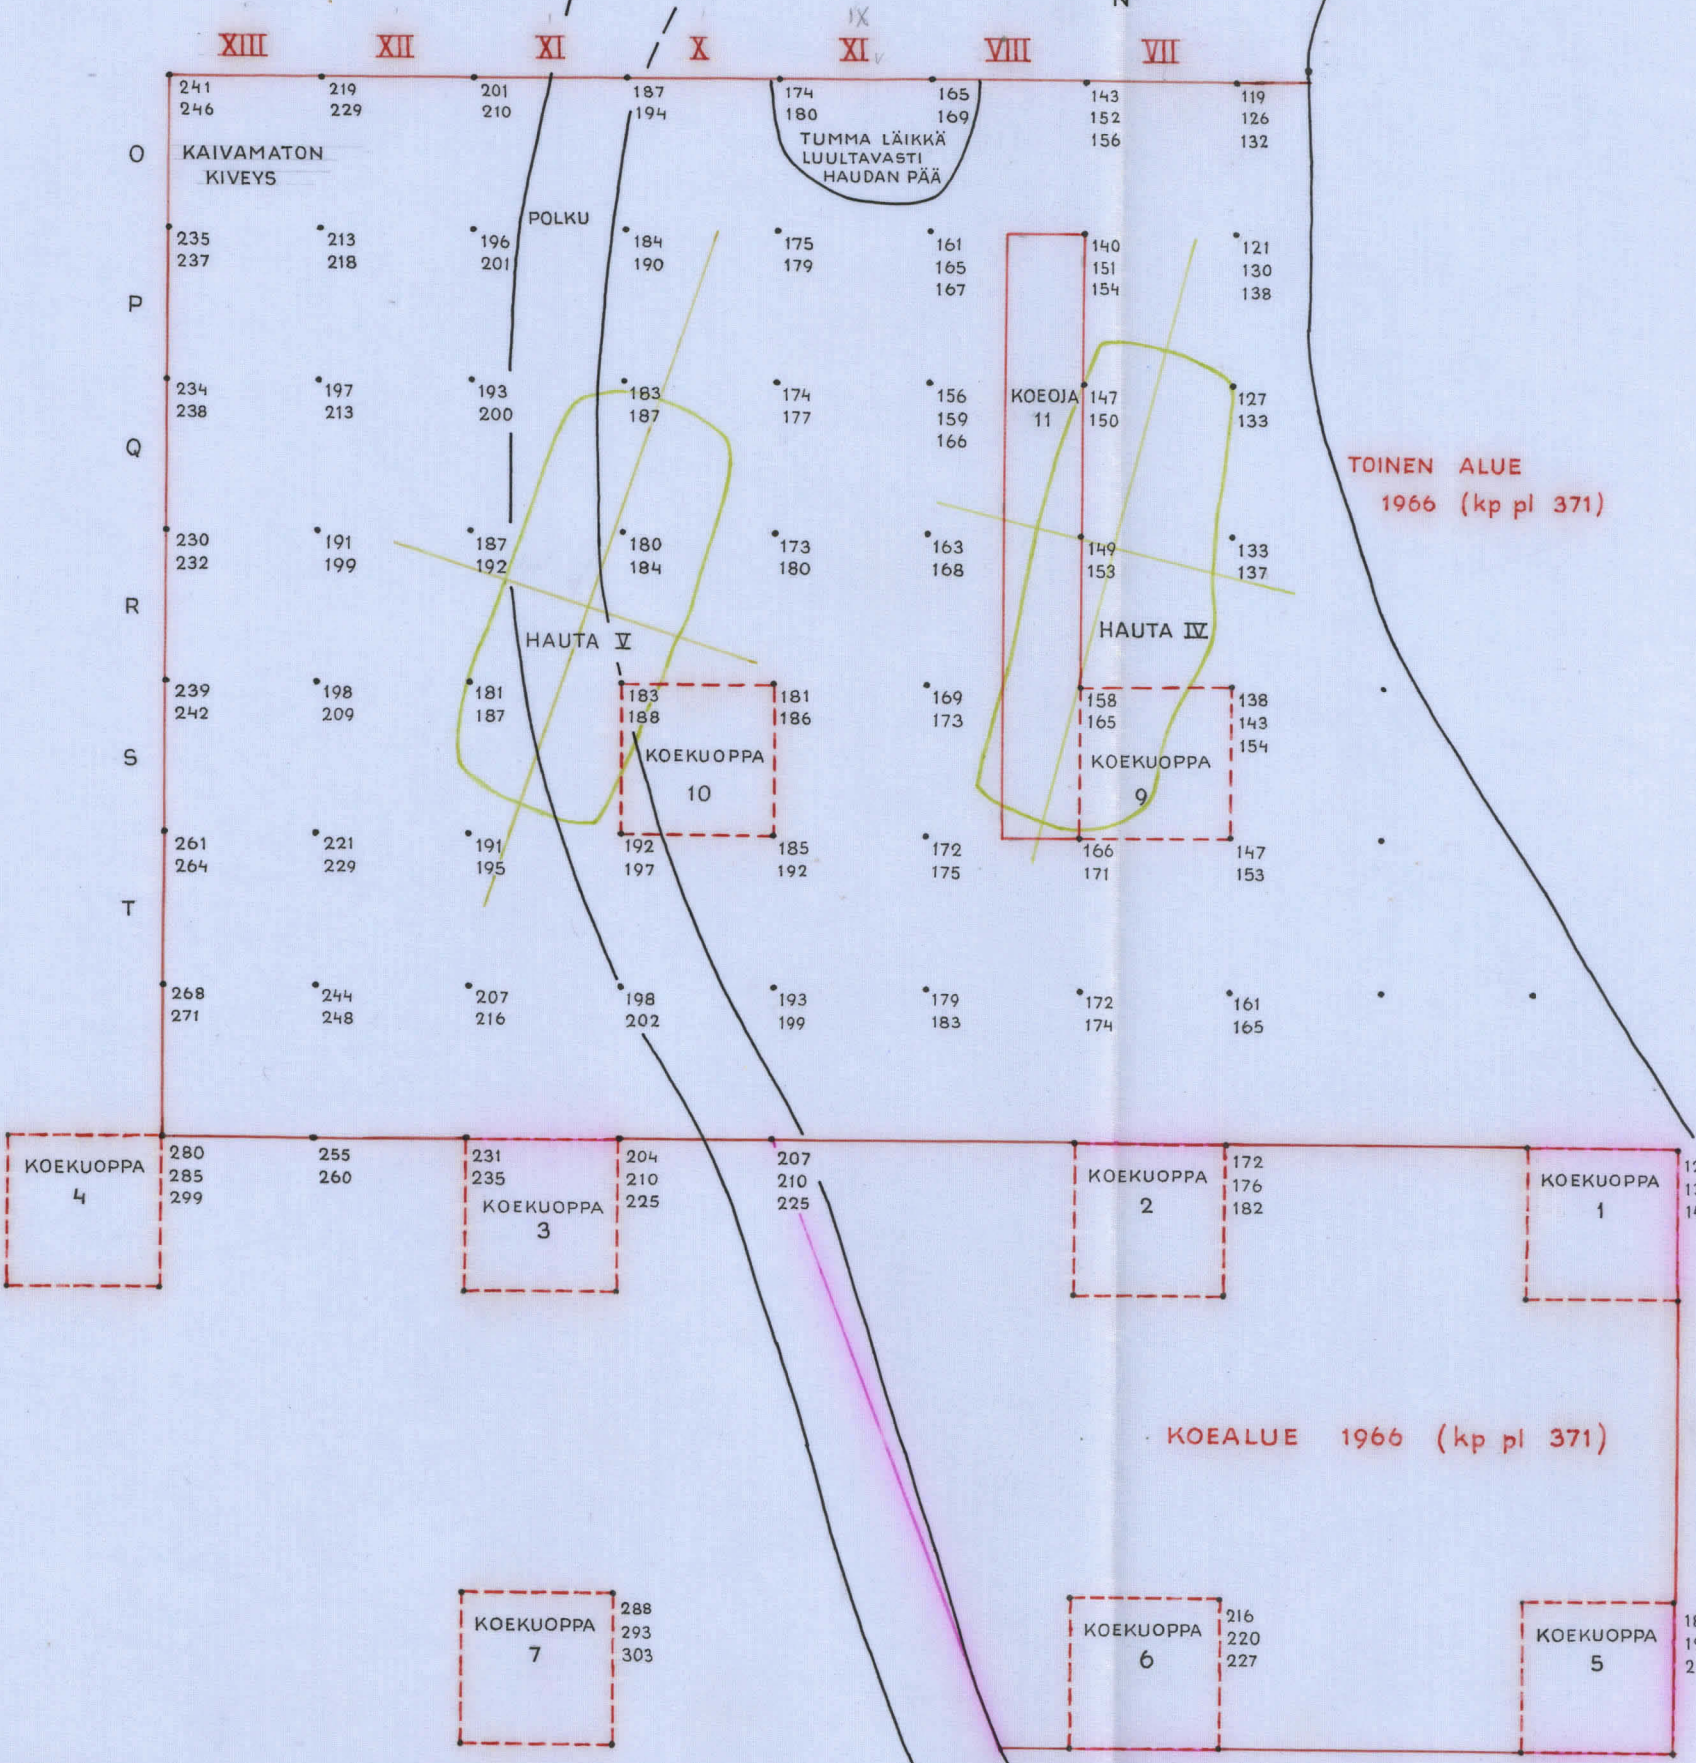 N
IX
XIII XII XI X XI VIII VII
241 219 201 187 174 165 143 119
246 229 210 194 180 169 152 126
156 132
TUMMA LÄIKKÄ
LUULTAVASTI
HAUDAN PÄÄ
O
KAIVAMATON
KIVEYS
POLKU
235 213 196 184 175 161 140 121
237 218 201 190 179 165 151 130
167 154 138
P
234 197 193 183 174 156 147 127
238 213 200 187 177 159 150 133
166
KOEOJA
11
Q
TOINEN ALUE
1966 (kp pl 371)
230 191 187 180 173 163 149 133
232 199 192 184 180 168 153 137
R
HAUTA V
HAUTA IV
239 198 181 183 181 169 158 138
242 209 187 188 186 173 165 143
154
S
KOEKUOPPA
10
KOEKUOPPA
9
261 221 191 192 185 172 166 147
264 229 195 197 192 175 171 153
T
268 244 207 198 193 179 172 161
271 248 216 202 199 183 174 165
KOEKUOPPA
4
280 255 231 204 207 172
285 260 235 210 210 176
299 225 225 182
KOEKUOPPA
3
KOEKUOPPA
2
KOEKUOPPA
1
KOEALUE 1966 (kp pl 371)
KOEKUOPPA
7
288
293
303
KOEKUOPPA
6
216
220
227
KOEKUOPPA
5